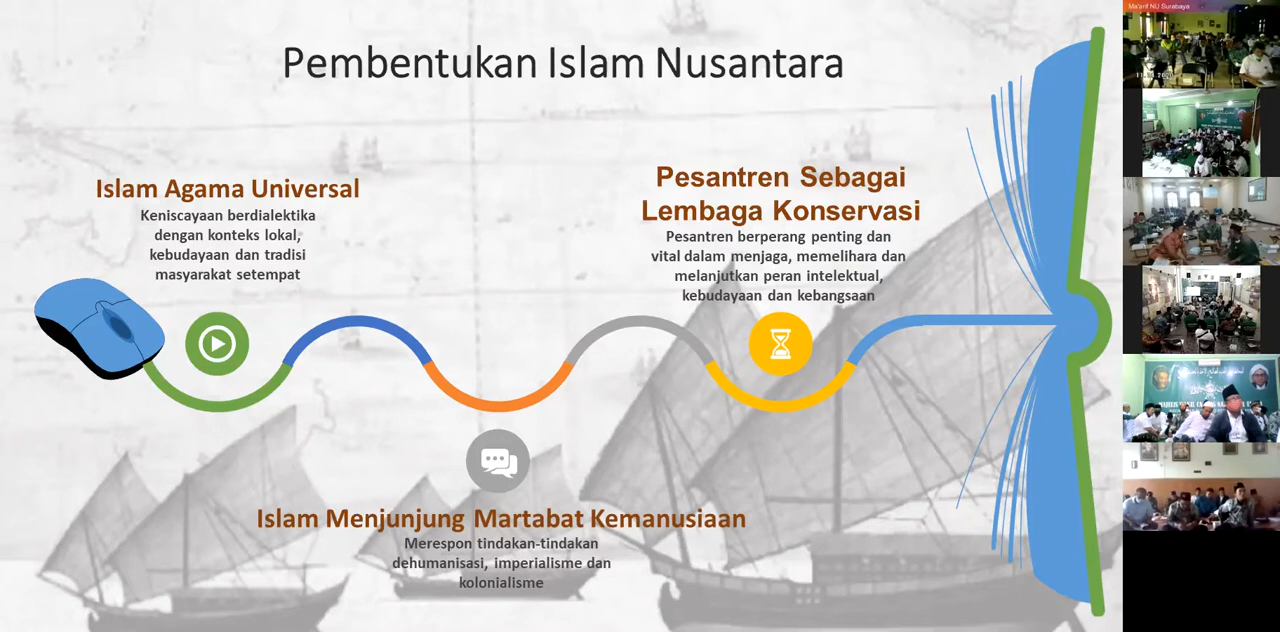 Pembentukan Islam Nusantara
Islam Agama Universal
Keniscayaan berdialektika
dengan konteks lokal,
kebudayaan dan tradisi
masyarakat setempat
Pesantren Sebagai
Lembaga Konservasi
Pesantren berperang penting dan
vital dalam menjaga, memelihara dan
melanjutkan peran intelektual,
kebudayaan dan kebangsaan
Islam Menjunjung Martabat Kemanusiaan
Merespon tindakan-tindakan
dehumanisasi, imperialisme dan
kolonialisme
Ma'arif NU Surabaya